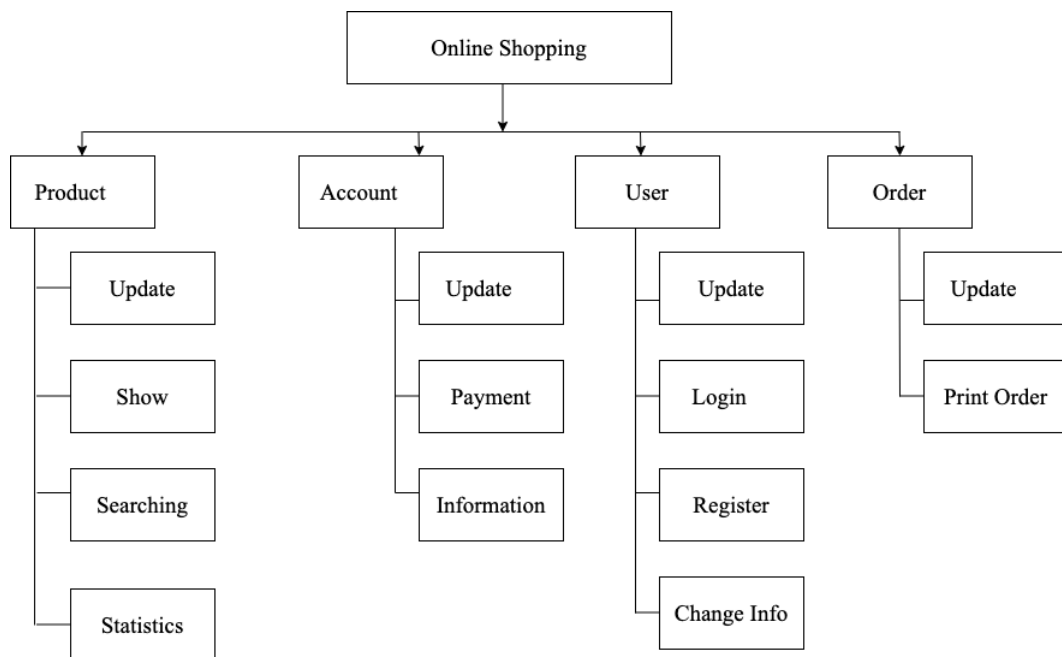 Online Shopping
Product
Account
User
Order
Update
Update
Update
Update
Show
Payment
Login
Print Order
Searching
Information
Register
Statistics
Change Info